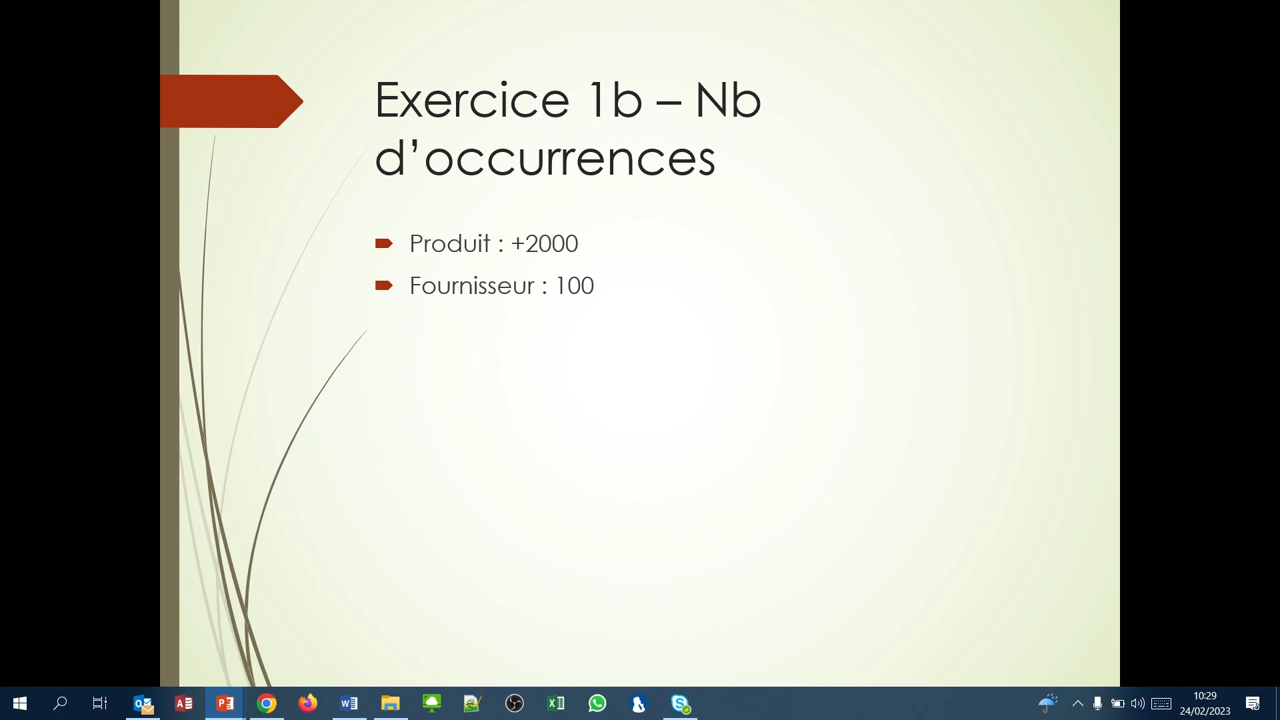 Exercice 1b – Nb
d’occurrences
Produit : +2000
Fournisseur : 100
10:29
24/02/2023